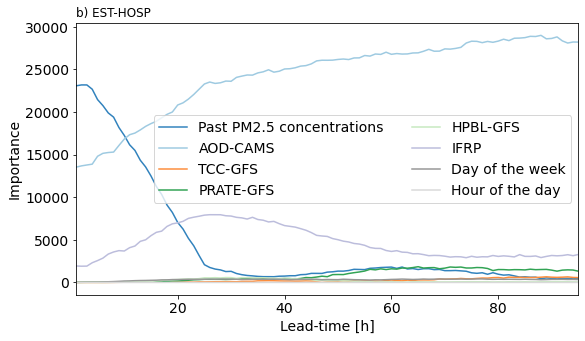 b) EST-HOSP
30000
25000
20000
15000
10000
5000
0
Importance
Past PM2.5 concentrations
AOD-CAMS
TCC-GFS
PRATE-GFS
HPBL-GFS
IFRP
Day of the week
Hour of the day
20 40 60 80
Lead-time [h]